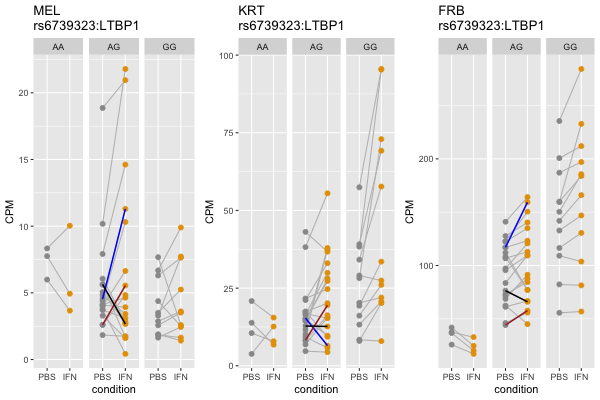 MEL
rs6739323:LTBP1
AA AG GG
CPM
20
15
10
5
0
PBS IFN PBS IFN PBS IFN
condition
KRT
rs6739323:LTBP1
AA AG GG
CPM
100
75
50
25
0
PBS IFN PBS IFN PBS IFN
condition
FRB
rs6739323:LTBP1
AA AG GG
CPM
200
100
PBS IFN PBS IFN PBS IFN
condition